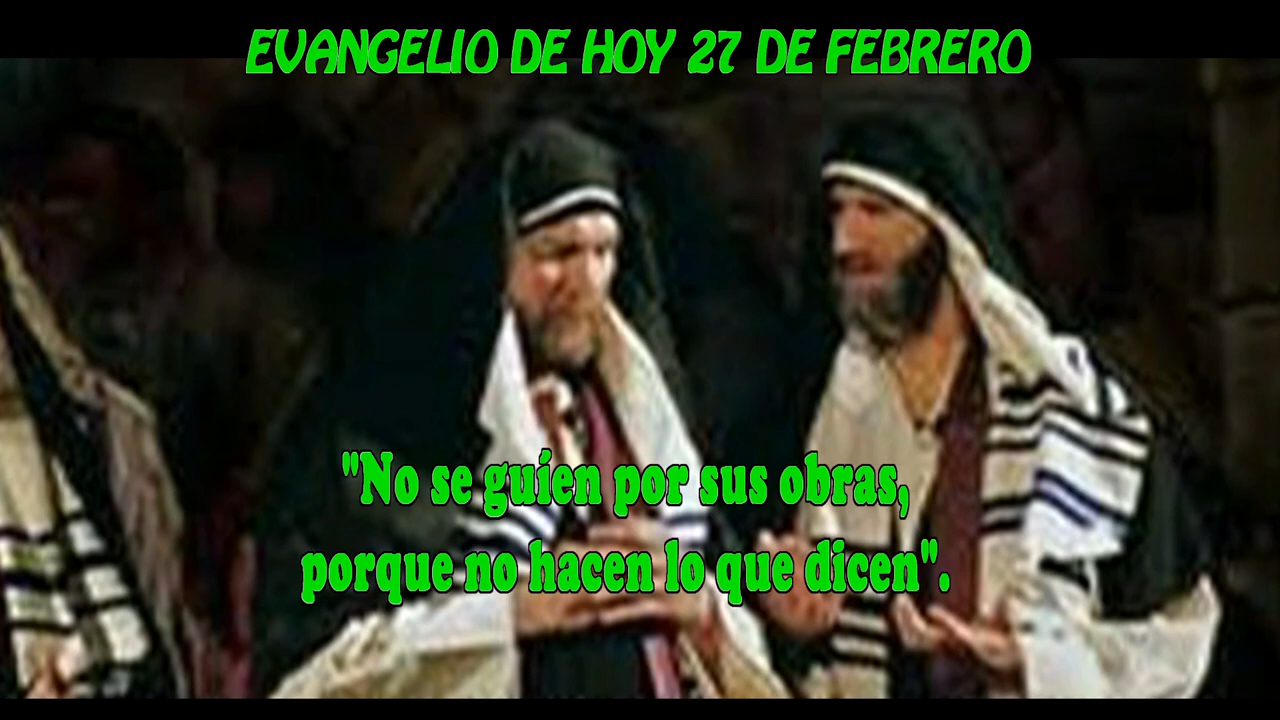 EVANGELIO DE HOY 27 DE FEBRERO
"No se guíen por sus obras,
porque no hacen lo que dicen".